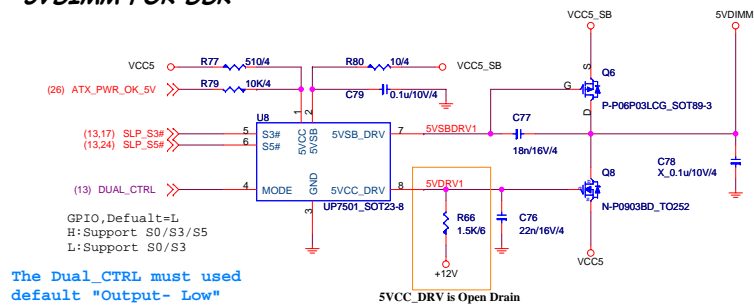 5VDIMM FOR DDR
VCC5_SB
5VDIMM
VCC5
R77
510/4
R80
10/4
VCC5_SB
(26) ATX_PWR_OK_5V
R79
10K/4
C79
0.1u/10V/4
S
Q6
G
P-P06P03LCG_SOT89-3
D
U8
1
2
5VCC
5VSB
(13,17) SLP_S3#
5
S3#
5VSB_DRV
7
5VSBDRV1
C77
18n/16V/4
(13,24) SLP_S5#
6
S5#
C78
X_0.1u/10V/4
(13) DUAL_CTRL
4
MODE
GND
5VCC_DRV
8
5VDRV1
Q8
N-P0903BD_TO252
3
UP7501_SOT23-8
R66
1.5K/6
C76
22n/16V/4
GPIO,Defualt=L
H:Support S0/S3/S5
L:Support S0/S3
+12V
VCC5
The Dual_CTRL must used
default "Output- Low"
5VCC_DRV is Open Drain